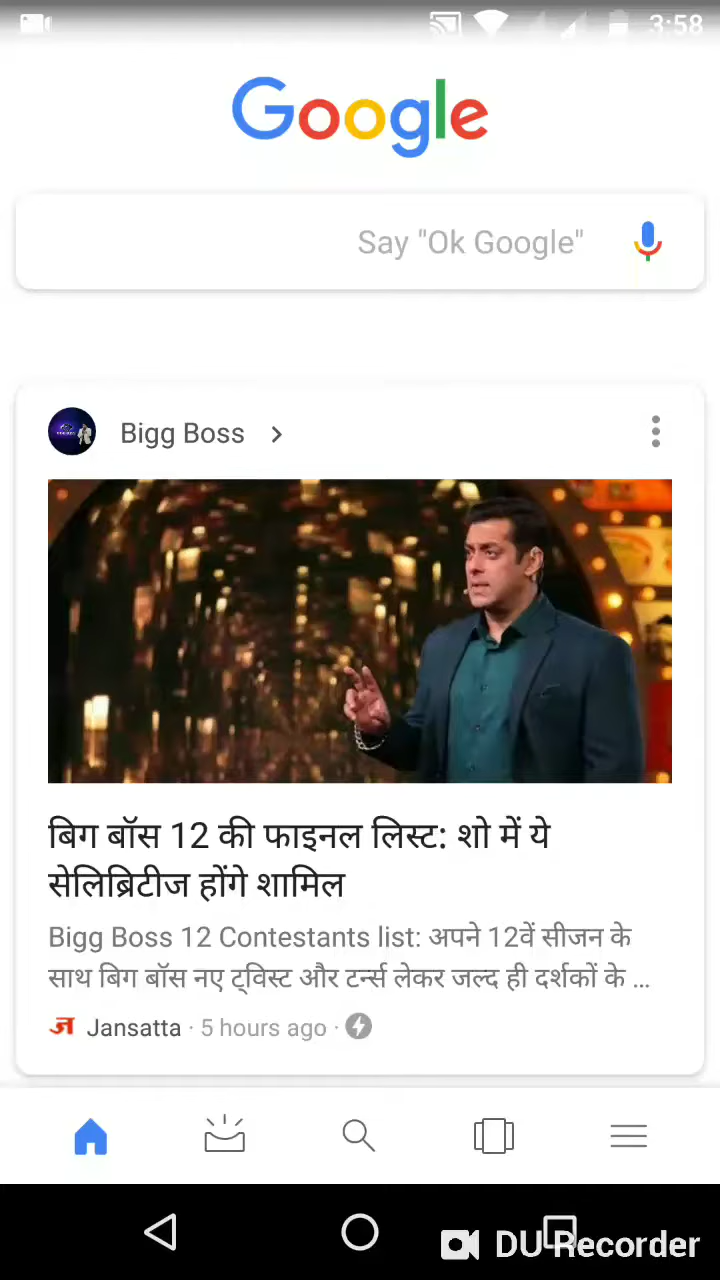 3:58
Google
Say "Ok Google"
Bigg Boss
बिग बॉस 12 की फाइनल लिस्ट: शो में ये
सेलिब्रिटीज होंगे शामिल
Bigg Boss 12 Contestants list: अपने 12वें सीजन के
साथ बिग बॉस नए ट्विस्ट और टर्न्स लेकर जल्द ही दर्शकों के ...
ज Jansatta · 5 hours ago ·
DU Recorder